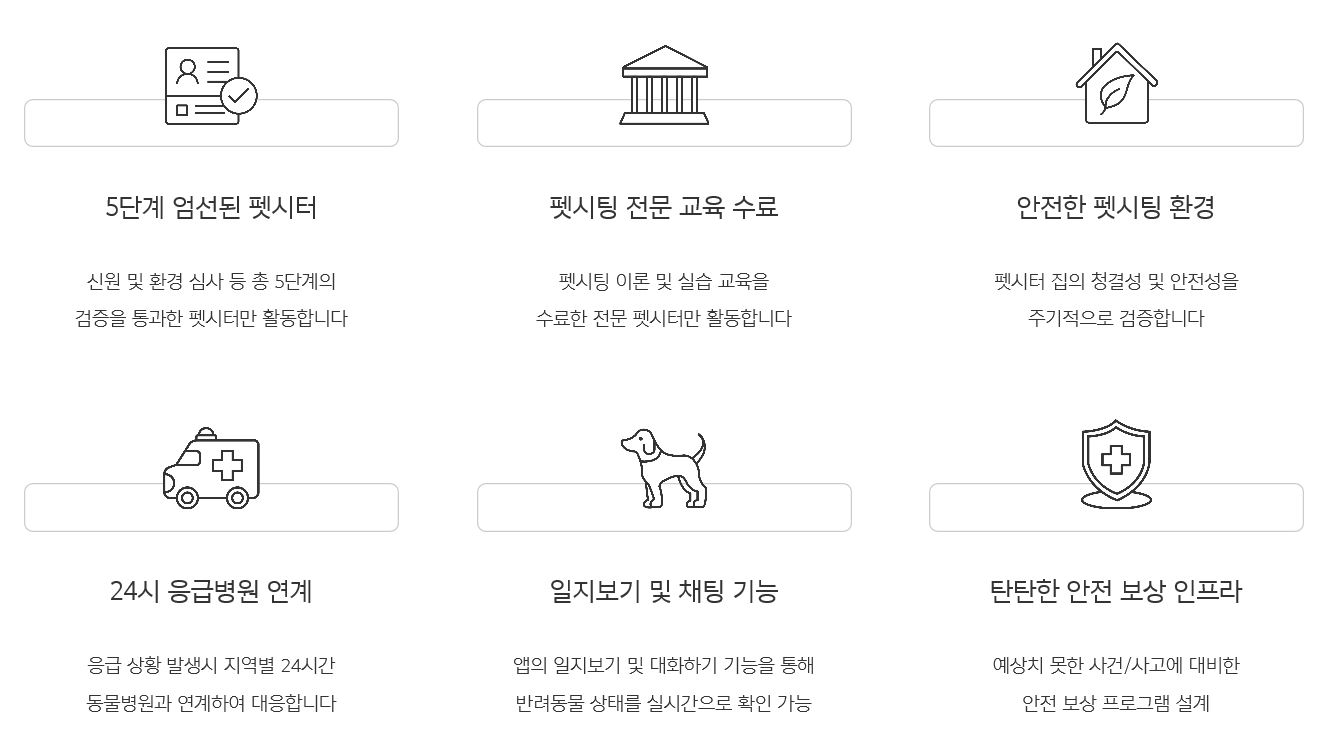 5단계 엄선된 펫시터
신원 및 환경 심사 등 총 5단계의
검증을 통과한 펫시터만 활동합니다
펫시팅 전문 교육 수료
펫시팅 이론 및 실습 교육을
수료한 전문 펫시터만 활동합니다
안전한 펫시팅 환경
펫시터 집의 청결성 및 안전성을
주기적으로 검증합니다
24시 응급병원 연계
응급 상황 발생시 지역별 24시간
동물병원과 연계하여 대응합니다
일지보기 및 채팅 기능
앱의 일지보기 및 대화하기 기능을 통해
반려동물 상태를 실시간으로 확인 가능
탄탄한 안전 보상 인프라
예상치 못한 사건/사고에 대비한
안전 보상 프로그램 설계